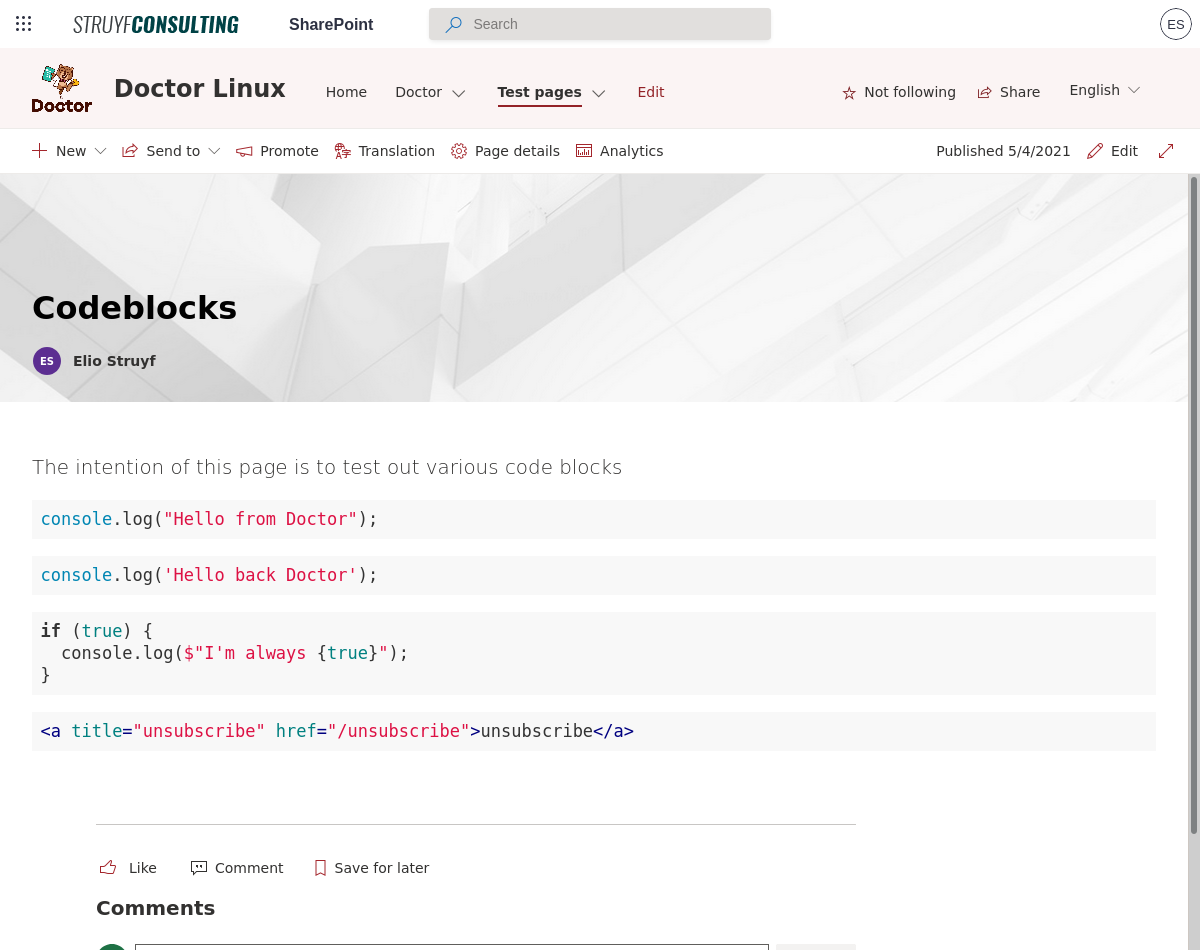 STRUYFCONSULTING SharePoint Search ES
Doctor Doctor Linux Home Doctor Test pages Edit Not following Share English
New Send to Promote Translation Page details Analytics Published 5/4/2021 Edit
Codeblocks
ES Elio Struyf
The intention of this page is to test out various code blocks
console.log("Hello from Doctor");
console.log('Hello back Doctor');
if (true) {
  console.log($"I'm always {true}");
}
<a title="unsubscribe" href="/unsubscribe">unsubscribe</a>
Like Comment Save for later
Comments